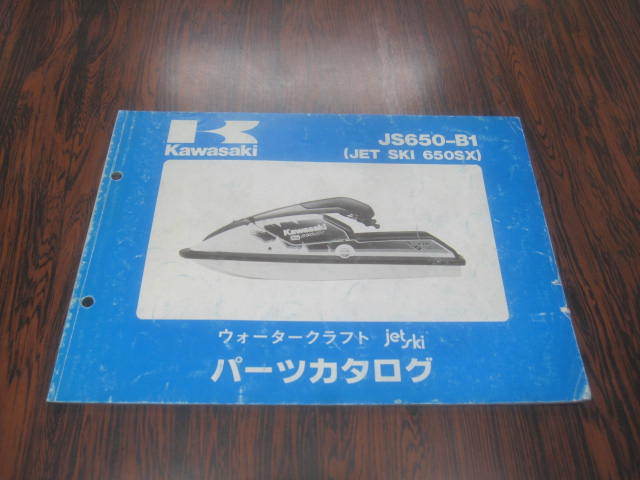 Kawasaki
JS650-B1
(JET SKI 650SX)
Kawasaki
ウォータークラフト jet ski
パーツカタログ